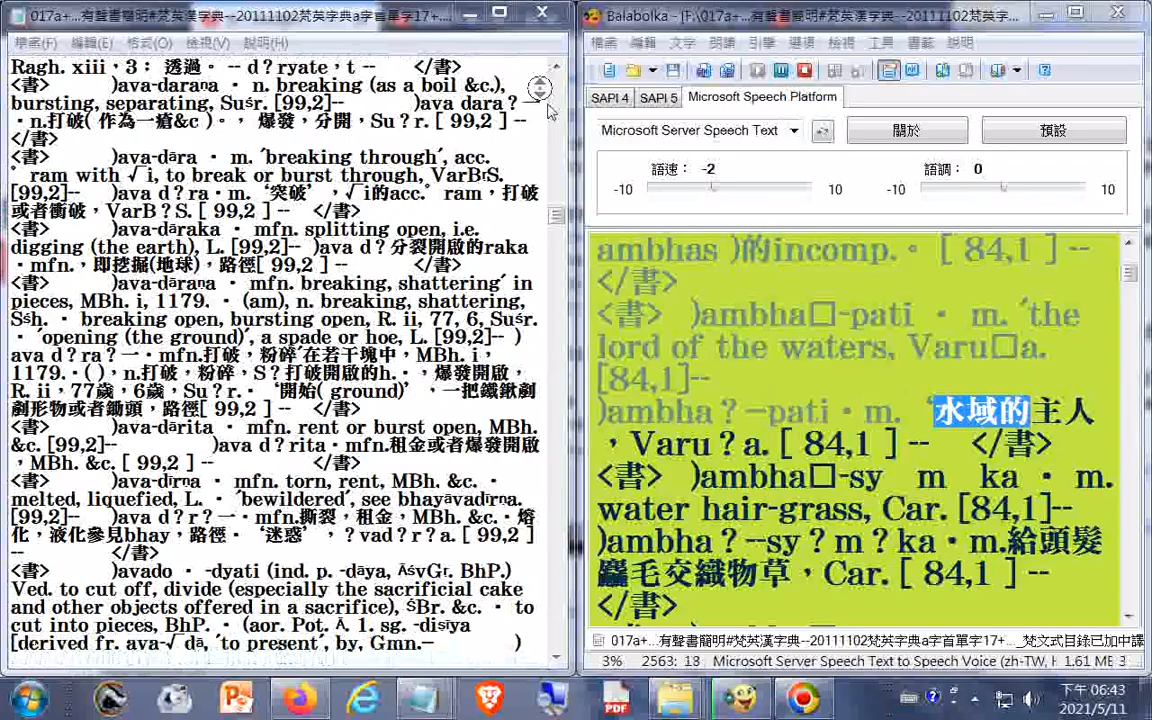 017a+...有聲書簡明#梵英漢字典--20111102梵英字典a字首單字17+...
檔案(F) 編輯(E) 格式(O) 檢視(V) 說明(H)
Ragh. xiii，3： 透過。 -- d？ryate，t -- </書>
<書> )ava-daraṇa • n. breaking (as a boil &c.),
bursting, separating, Suśr. [99,2]-- )ava dara？一
• n.打破( 作為一瘡&c )。，爆發，分開，Su？r. [ 99,2 ] --
</書>
<書> )ava-dāra • m. 'breaking through', acc.
° ram with √ i, to break or burst through, VarBṛS.
[99,2]-- )ava d？ra • m.‘突破’，√ i的acc.° ram，打破
或者衝破，VarB？S. [ 99,2 ] -- </書>
<書> )ava-dāraka • mfn. splitting open, i.e.
digging (the earth), L. [99,2]-- )ava d？分裂開啟的raka
• mfn.，即挖掘(地球)，路徑[ 99,2 ] -- </書>
<書> )ava-dāraṇa • mfn. breaking, shattering' in
pieces, MBh. i, 1179. • (am), n. breaking, shattering,
Sśh. • breaking open, bursting open, R. ii, 77, 6, Suśr.
• 'opening (the ground)', a spade or hoe, L. [99,2]-- )
ava d？ra？一 • mfn.打破，粉碎'在若干塊中，MBh. i，
1179. • ( )，n.打破，粉碎，S？打破開啟的h. •，爆發開啟，
R. ii，77歲，6歲，Su？r. •‘開始( ground)’，一把鐵鍬剷
剷形物或者鋤頭，路徑[ 99,2 ] -- </書>
<書> )ava-dārita • mfn. rent or burst open, MBh.
&c. [99,2]-- )ava d？rita • mfn.租金或者爆發開啟
，MBh. &c. [ 99,2 ] -- </書>
<書> )ava-dīrṇa • mfn. torn, rent, MBh. &c. •
melted, liquefied, L. • 'bewildered', see bhayāvadīrṇa.
[99,2]-- )ava d？r？一 • mfn.撕裂，租金，MBh. &c. • 熔
化，液化參見bhay，路徑 •‘迷惑’，？vad？r？a. [ 99,2 ]
-- </書>
<書> )avado • -dyati (ind. p. -dāya, ĀśvGṛ. BhP.)
Ved. to cut off, divide (especially the sacrificial cake
and other objects offered in a sacrifice), ŚBr. &c. • to
cut into pieces, BhP. • (aor. Pot. Ā. 1. sg. -diṣīya
[derived fr. ava-√ dā, 'to present', by, Gmn.-- )
Balabolka - [F:\017a+...有聲書簡明#梵英漢字典--20111102梵英字...
檔案 編輯 文字 朗讀 引擎 選項 檢視 工具 書籤 說明
SAPI 4 SAPI 5 Microsoft Speech Platform
Microsoft Server Speech Text 關於 預設
語速： -2 語調： 0
-10 10 -10 10
ambhas )的incomp.。 [ 84,1 ] --
</書>
<書> )ambha□-pati • m. 'the
lord of the waters, Varu□a.
[84,1]--
)ambha？一pati • m.‘水域的主人
，Varu？a. [ 84,1 ] -- </書>
<書> )ambha□-sy m ka • m.
water hair-grass, Car. [84,1]--
)ambha？--sy？m？ka • m.給頭髮
麤毛交織物草，Car. [ 84,1 ] --
</書>
017a+...有聲書簡明#梵英漢字典--20111102梵英字典a字首單字17+..._梵文式目錄已加中譯
3% 2563: 13 Microsoft Server Speech Text to Speech Voice (zh-TW, H 1.61 MB 3
PDF
下午 06:43
2021/5/11